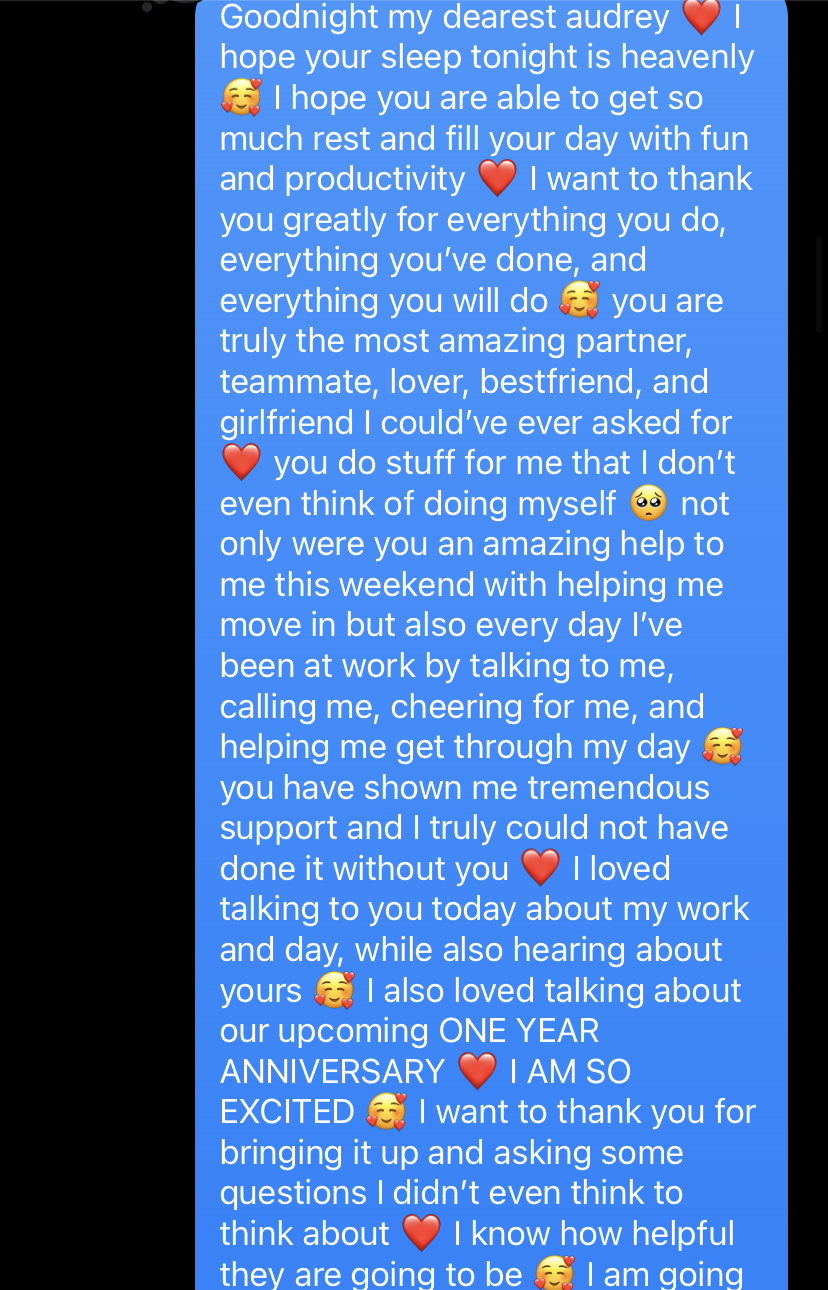 Goodnight my dearest audrey ❤️ I
hope your sleep tonight is heavenly
🥰 I hope you are able to get so
much rest and fill your day with fun
and productivity ❤️ I want to thank
you greatly for everything you do,
everything you’ve done, and
everything you will do 🥰 you are
truly the most amazing partner,
teammate, lover, bestfriend, and
girlfriend I could’ve ever asked for
❤️ you do stuff for me that I don’t
even think of doing myself 🥺 not
only were you an amazing help to
me this weekend with helping me
move in but also every day I’ve
been at work by talking to me,
calling me, cheering for me, and
helping me get through my day 🥰
you have shown me tremendous
support and I truly could not have
done it without you ❤️ I loved
talking to you today about my work
and day, while also hearing about
yours 🥰 I also loved talking about
our upcoming ONE YEAR
ANNIVERSARY ❤️ I AM SO
EXCITED 🥰 I want to thank you for
bringing it up and asking some
questions I didn’t even think to
think about ❤️ I know how helpful
they are going to be 🥰 I am going